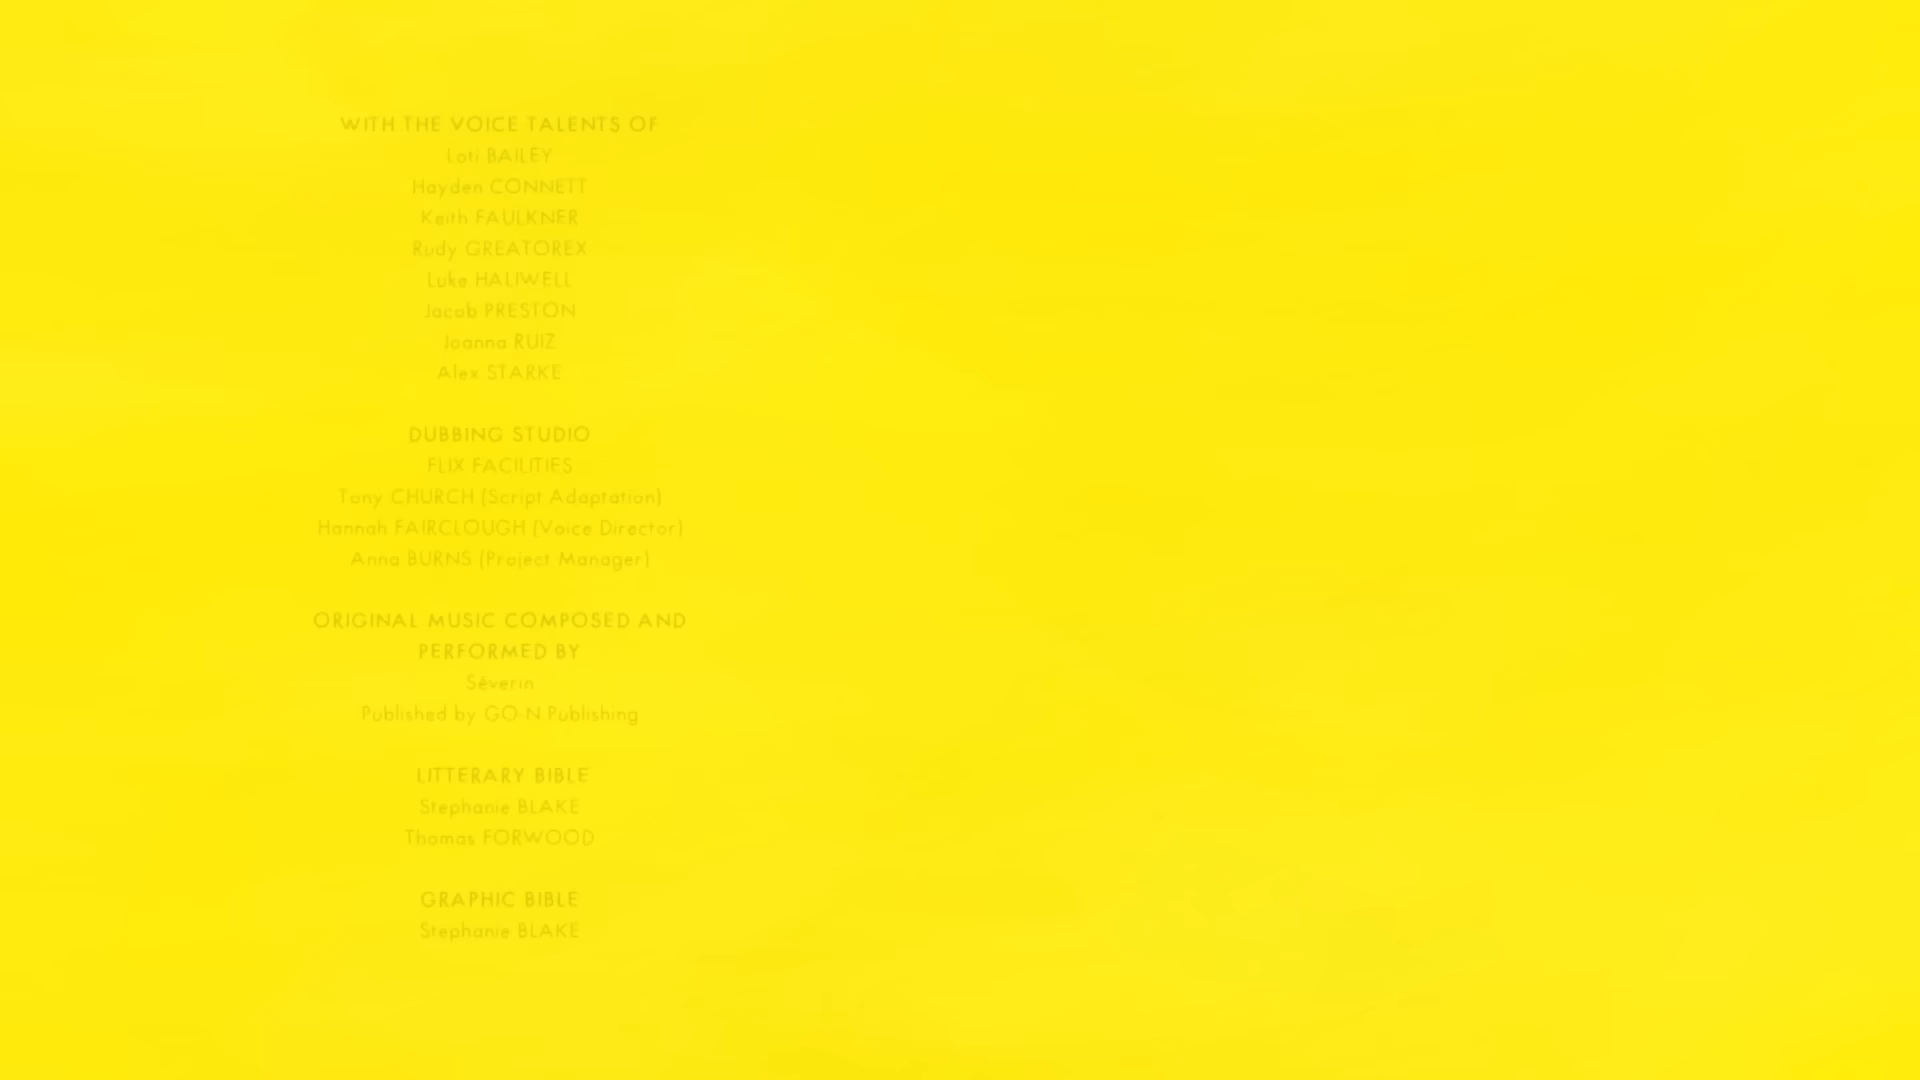 WITH THE VOICE TALENTS OF
Loti BAILEY
Hayden CONNETT
Keith FAULKNER
Rudy GREATOREX
Luke HALIWELL
Jacob PRESTON
Joanna RUIZ
Alex STARKE
DUBBING STUDIO
FLIX FACILITIES
Tony CHURCH (Script Adaptation)
Hannah FAIRCLOUGH (Voice Director)
Anna BURNS (Project Manager)
ORIGINAL MUSIC COMPOSED AND
PERFORMED BY
Séverin
Published by GO-N Publishing
LITTERARY BIBLE
Stephanie BLAKE
Thomas FORWOOD
GRAPHIC BIBLE
Stephanie BLAKE